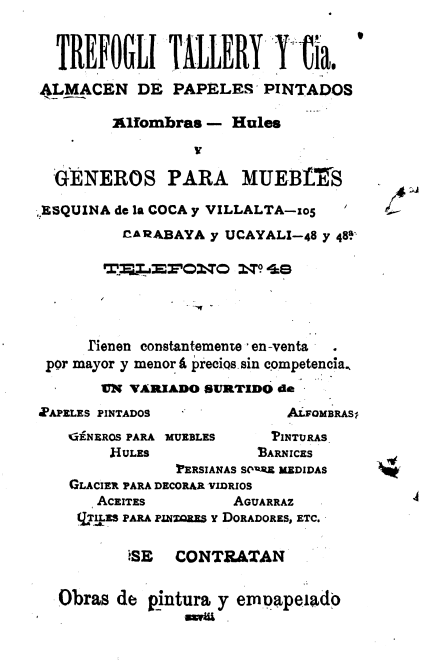 TREFOGLI TALLERY Y Cia.
ALMACEN DE PAPELES PINTADOS
Alfombras — Hules
Y
GENEROS PARA MUEBLES
ESQUINA de la COCA y VILLALTA—105
CARABAYA y UCAYALI—48 y 48ª
TELEFONO Nº 48
Tienen constantemente en venta
por mayor y menor á precios sin competencia.
UN VARIADO SURTIDO de
PAPELES PINTADOS ALFOMBRAS
GÉNEROS PARA MUEBLES PINTURAS
HULES BARNICES
PERSIANAS SOBRE MEDIDAS
GLACIER PARA DECORAR VIDRIOS
ACEITES AGUARRAZ
UTILES PARA PINTORES Y DORADORES, ETC.
SE CONTRATAN
Obras de pintura y empapelado
xxviii